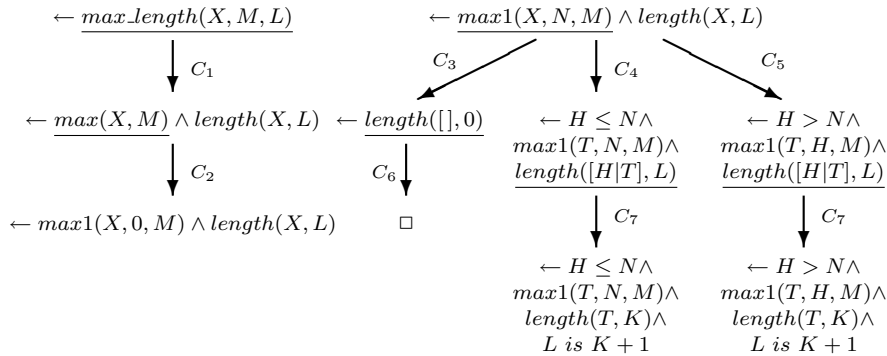 ← max_length(X, M, L)
← max1(X, N, M) ∧ length(X, L)
C1
C3
C4
C5
← max(X, M) ∧ length(X, L)
← length([ ], 0)
← H ≤ N∧
max1(T, N, M)∧
length([H|T], L)
← H > N∧
max1(T, H, M)∧
length([H|T], L)
C2
C6
C7
C7
← max1(X, 0, M) ∧ length(X, L)
□
← H ≤ N∧
max1(T, N, M)∧
length(T, K)∧
L is K + 1
← H > N∧
max1(T, H, M)∧
length(T, K)∧
L is K + 1